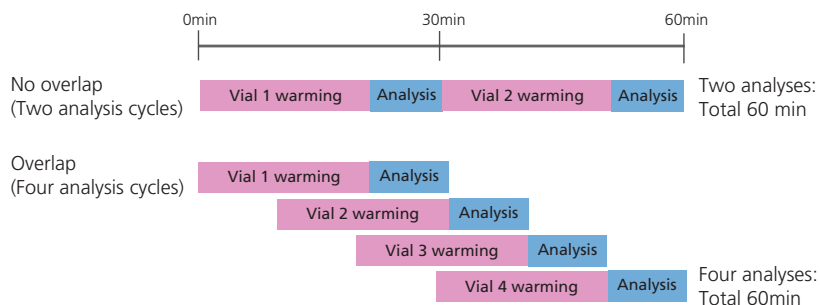 0min 30min 60min
No overlap
(Two analysis cycles)
Vial 1 warming Analysis Vial 2 warming Analysis
Two analyses:
Total 60 min
Overlap
(Four analysis cycles)
Vial 1 warming Analysis
Vial 2 warming Analysis
Vial 3 warming Analysis
Vial 4 warming Analysis
Four analyses:
Total 60min